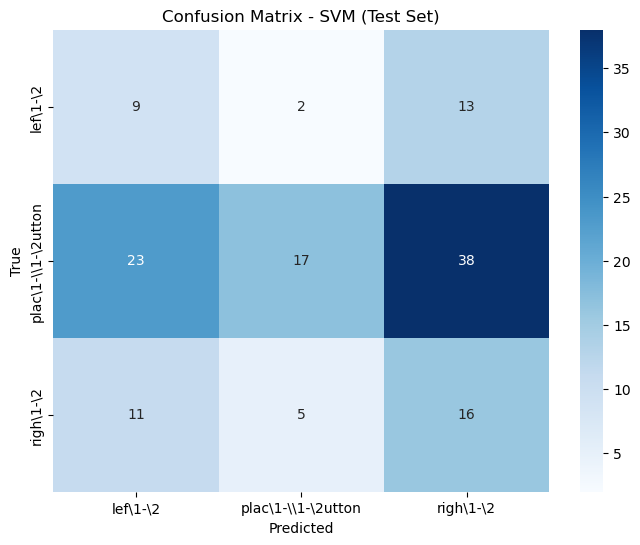 Confusion Matrix - SVM (Test Set)
True
lef\1-\2
9
2
13
plac\1-\\1-\2utton
23
17
38
righ\1-\2
11
5
16
lef\1-\2
plac\1-\\1-\2utton
righ\1-\2
Predicted
35
30
25
20
15
10
5